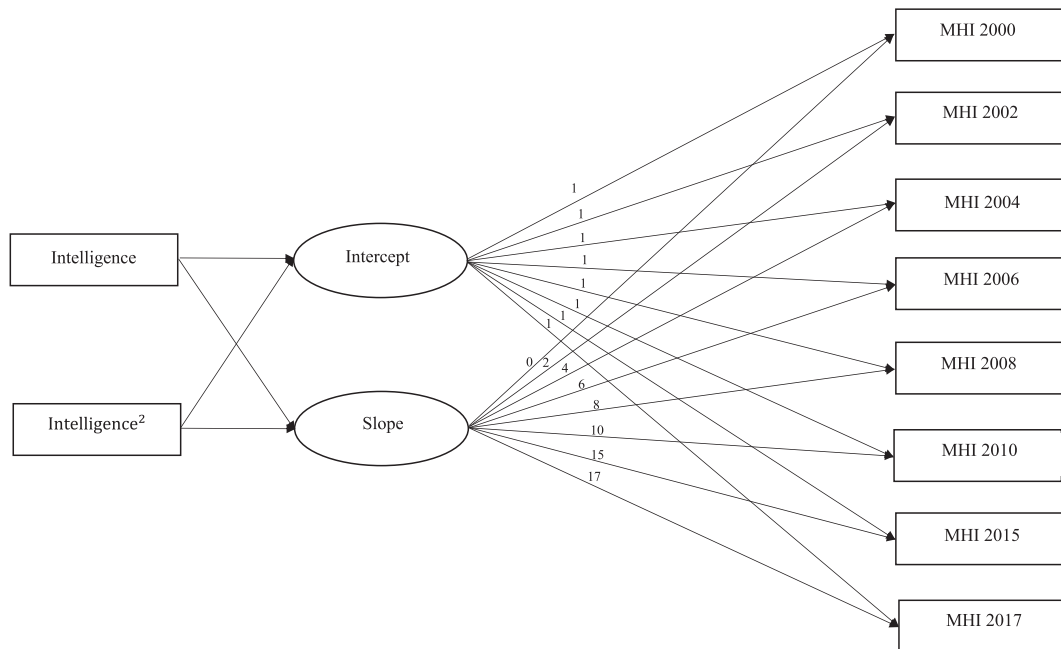 MHI 2000
MHI 2002
1
1
MHI 2004
1
Intelligence
Intercept
1
MHI 2006
1
1
1
1
0
2
4
MHI 2008
6
8
Intelligence²
Slope
10
MHI 2010
15
17
MHI 2015
MHI 2017